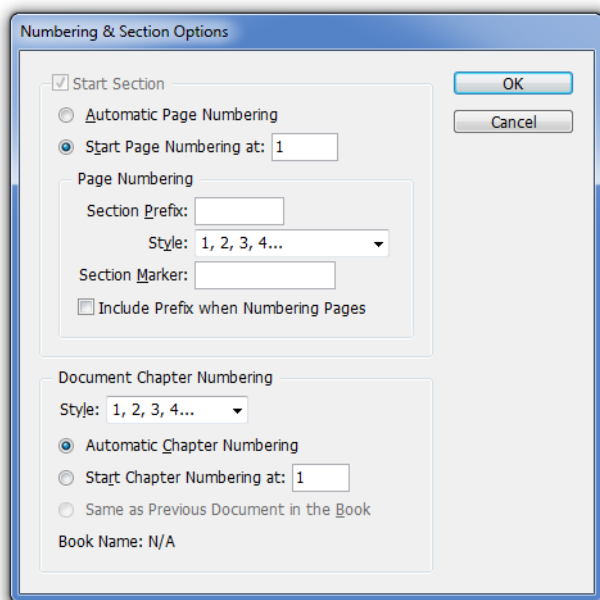 Numbering & Section Options
Start Section
OK
Automatic Page Numbering
Cancel
Start Page Numbering at: 1
Page Numbering
Section Prefix:
Style: 1, 2, 3, 4...
Section Marker:
Include Prefix when Numbering Pages
Document Chapter Numbering
Style: 1, 2, 3, 4...
Automatic Chapter Numbering
Start Chapter Numbering at: 1
Same as Previous Document in the Book
Book Name: N/A